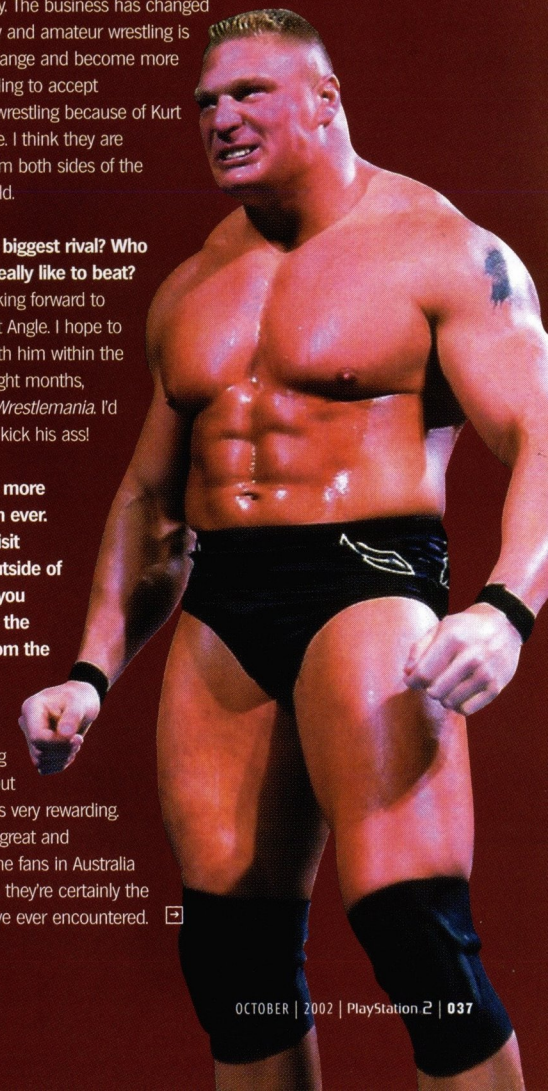 y. The business has changed
y and amateur wrestling is
ange and become more
ling to accept
wrestling because of Kurt
e. I think they are
m both sides of the
ld.
biggest rival? Who
eally like to beat?
king forward to
t Angle. I hope to
th him within the
ght months,
Wrestlemania. I'd
kick his ass!
more
n ever.
isit
utside of
you
the
om the
g
out
s very rewarding.
great and
ne fans in Australia
they're certainly the
ve ever encountered.
OCTOBER | 2002 | PlayStation.2 | 037